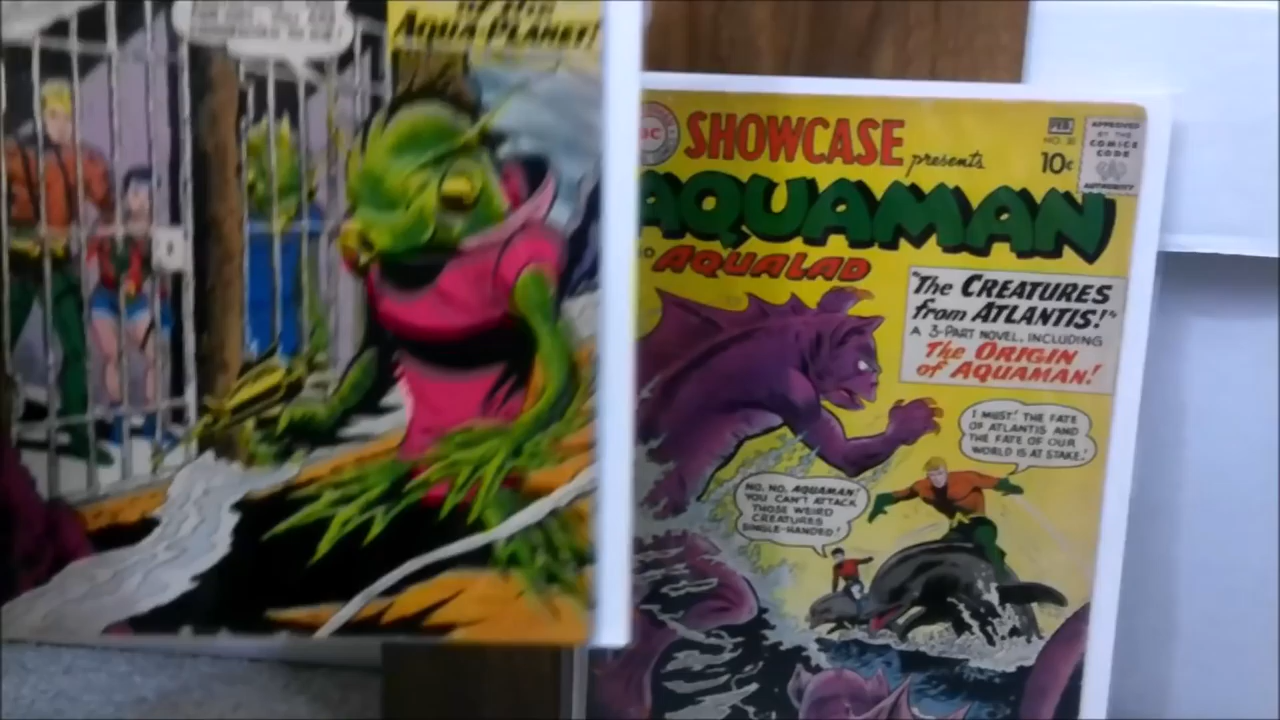 AQUA-PLANET!
SHOWCASE presents
AQUAMAN
AQUALAD
FEB.
NO. 30
10¢
APPROVED
BY THE
COMICS
CODE
AUTHORITY
"The CREATURES
from ATLANTIS!"
A 3-PART NOVEL, INCLUDING
The ORIGIN
of AQUAMAN!
I MUST! THE FATE
OF ATLANTIS AND
THE FATE OF OUR
WORLD IS AT STAKE!
NO, NO, AQUAMAN!
YOU CAN'T ATTACK
THOSE WEIRD
CREATURES
SINGLE-HANDED!